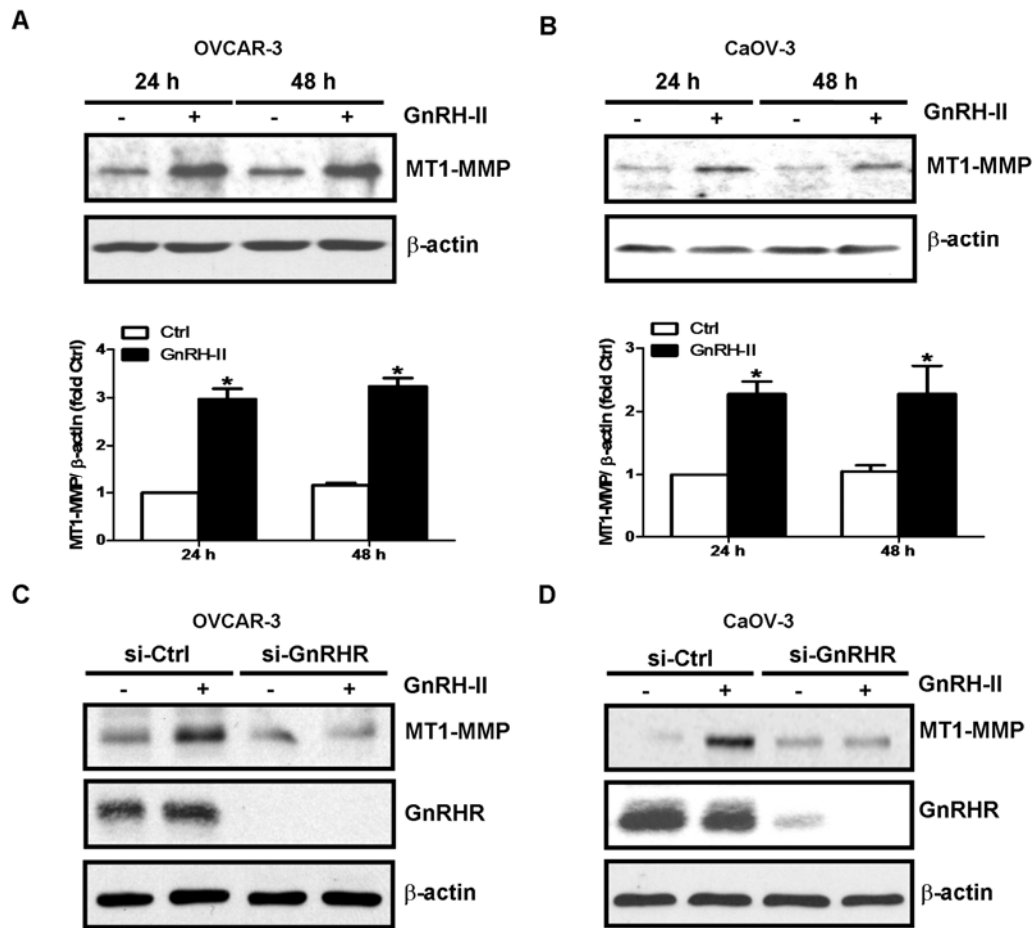 A
OVCAR-3
24 h 48 h
- + - + GnRH-II
MT1-MMP
β-actin
Ctrl
GnRH-II
MT1-MMP/ β-actin (fold Ctrl)
4
3
2
1
0
* *
24 h 48 h
B
CaOV-3
24 h 48 h
- + - + GnRH-II
MT1-MMP
β-actin
Ctrl
GnRH-II
MT1-MMP/ β-actin (fold Ctrl)
3
2
1
0
* *
24 h 48 h
C
OVCAR-3
si-Ctrl si-GnRHR
- + - + GnRH-II
MT1-MMP
GnRHR
β-actin
D
CaOV-3
si-Ctrl si-GnRHR
- + - + GnRH-II
MT1-MMP
GnRHR
β-actin